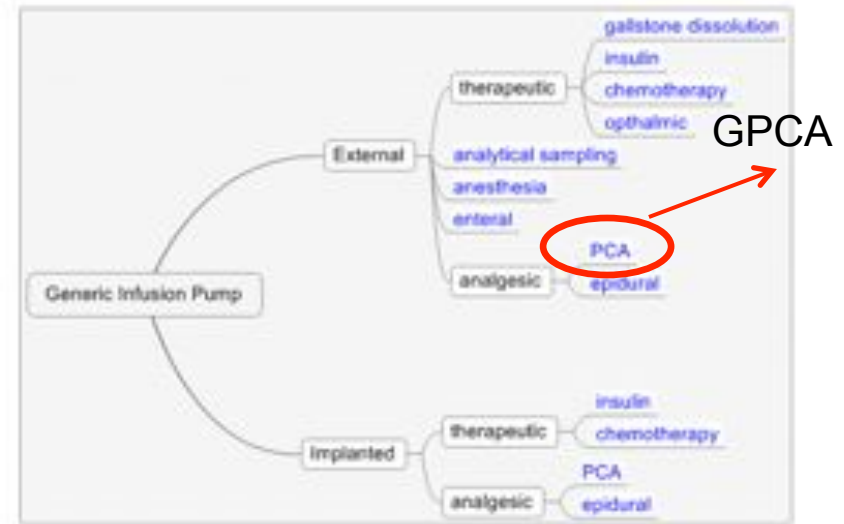 gallstone dissolution
insulin
therapeutic
chemotherapy
opthalmic
GPCA
External
analytical sampling
anesthesia
enteral
PCA
analgesic
epidural
Generic Infusion Pump
insulin
therapeutic
chemotherapy
Implanted
PCA
analgesic
epidural